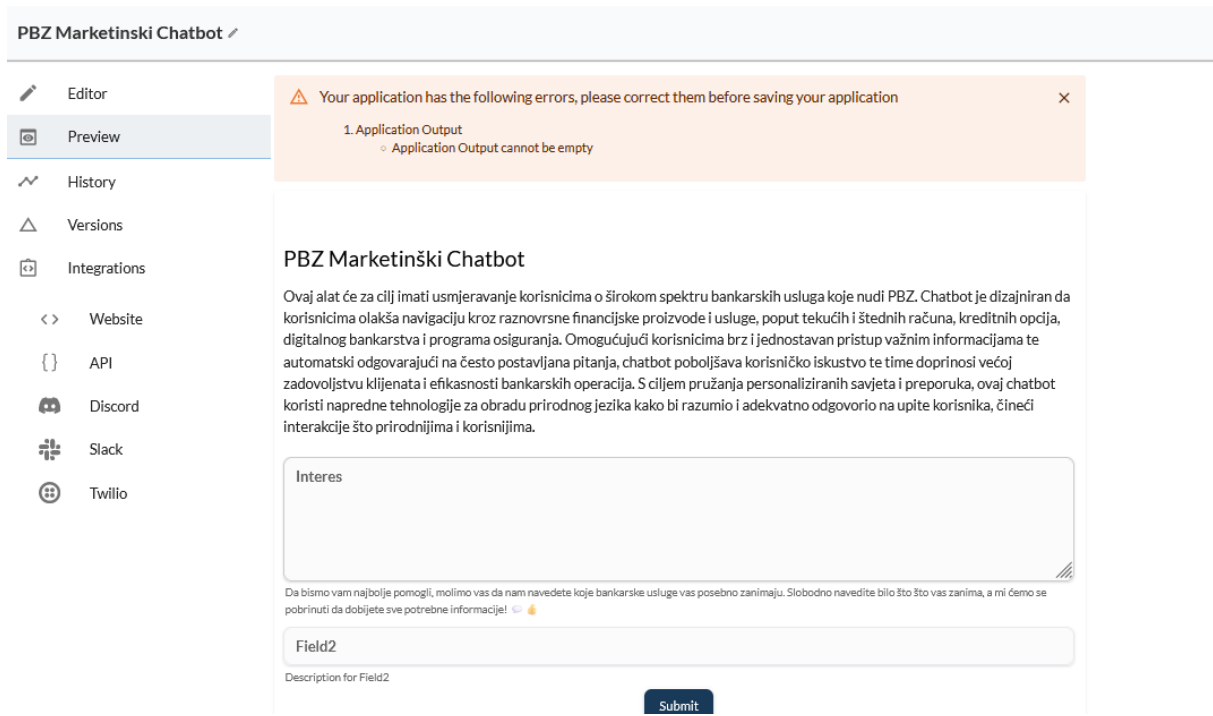 PBZ Marketinski Chatbot
Editor
Preview
History
Versions
Integrations
Website
API
Discord
Slack
Twilio
Your application has the following errors, please correct them before saving your application
1. Application Output
Application Output cannot be empty
PBZ Marketinški Chatbot
Ovaj alat će za cilj imati usmjeravanje korisnicima o širokom spektru bankarskih usluga koje nudi PBZ. Chatbot je dizajniran da
korisnicima olakša navigaciju kroz raznovrsne financijske proizvode i usluge, poput tekućih i štednih računa, kreditnih opcija,
digitalnog bankarstva i programa osiguranja. Omogućujući korisnicima brz i jednostavan pristup važnim informacijama te
automatski odgovarajući na često postavljana pitanja, chatbot poboljšava korisničko iskustvo te time doprinosi većoj
zadovoljstvu klijenata i efikasnosti bankarskih operacija. S ciljem pružanja personaliziranih savjeta i preporuka, ovaj chatbot
koristi napredne tehnologije za obradu prirodnog jezika kako bi razumio i adekvatno odgovorio na upite korisnika, čineći
interakcije što prirodnijima i korisnijima.
Interes
Da bismo vam najbolje pomogli, molimo vas da nam navedete koje bankarske usluge vas posebno zanimaju. Slobodno navedite bilo što što vas zanima, a mi ćemo se
pobrinuti da dobijete sve potrebne informacije! 💬 👍
Field2
Description for Field2
Submit